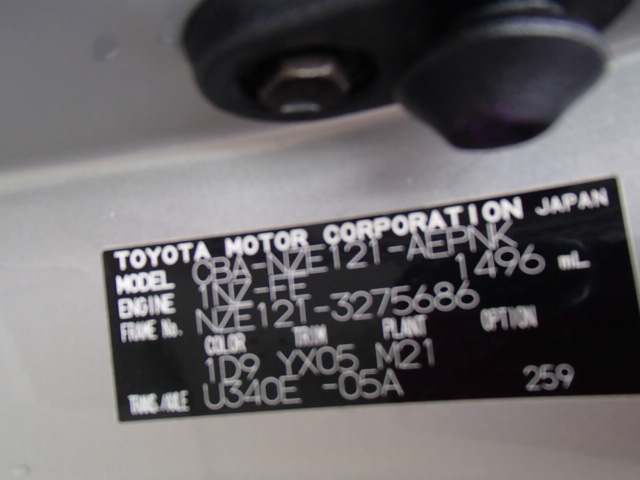 TOYOTA MOTOR CORPORATION JAPAN
MODEL CBA-NZE121-AEPNK
ENGINE 1NZ-FE 1496 mL
FRAME No. NZE121-3275686
COLOR TRIM PLANT OPTION
1D9 YX05 M21
TRANS/AXLE U340E -05A 259